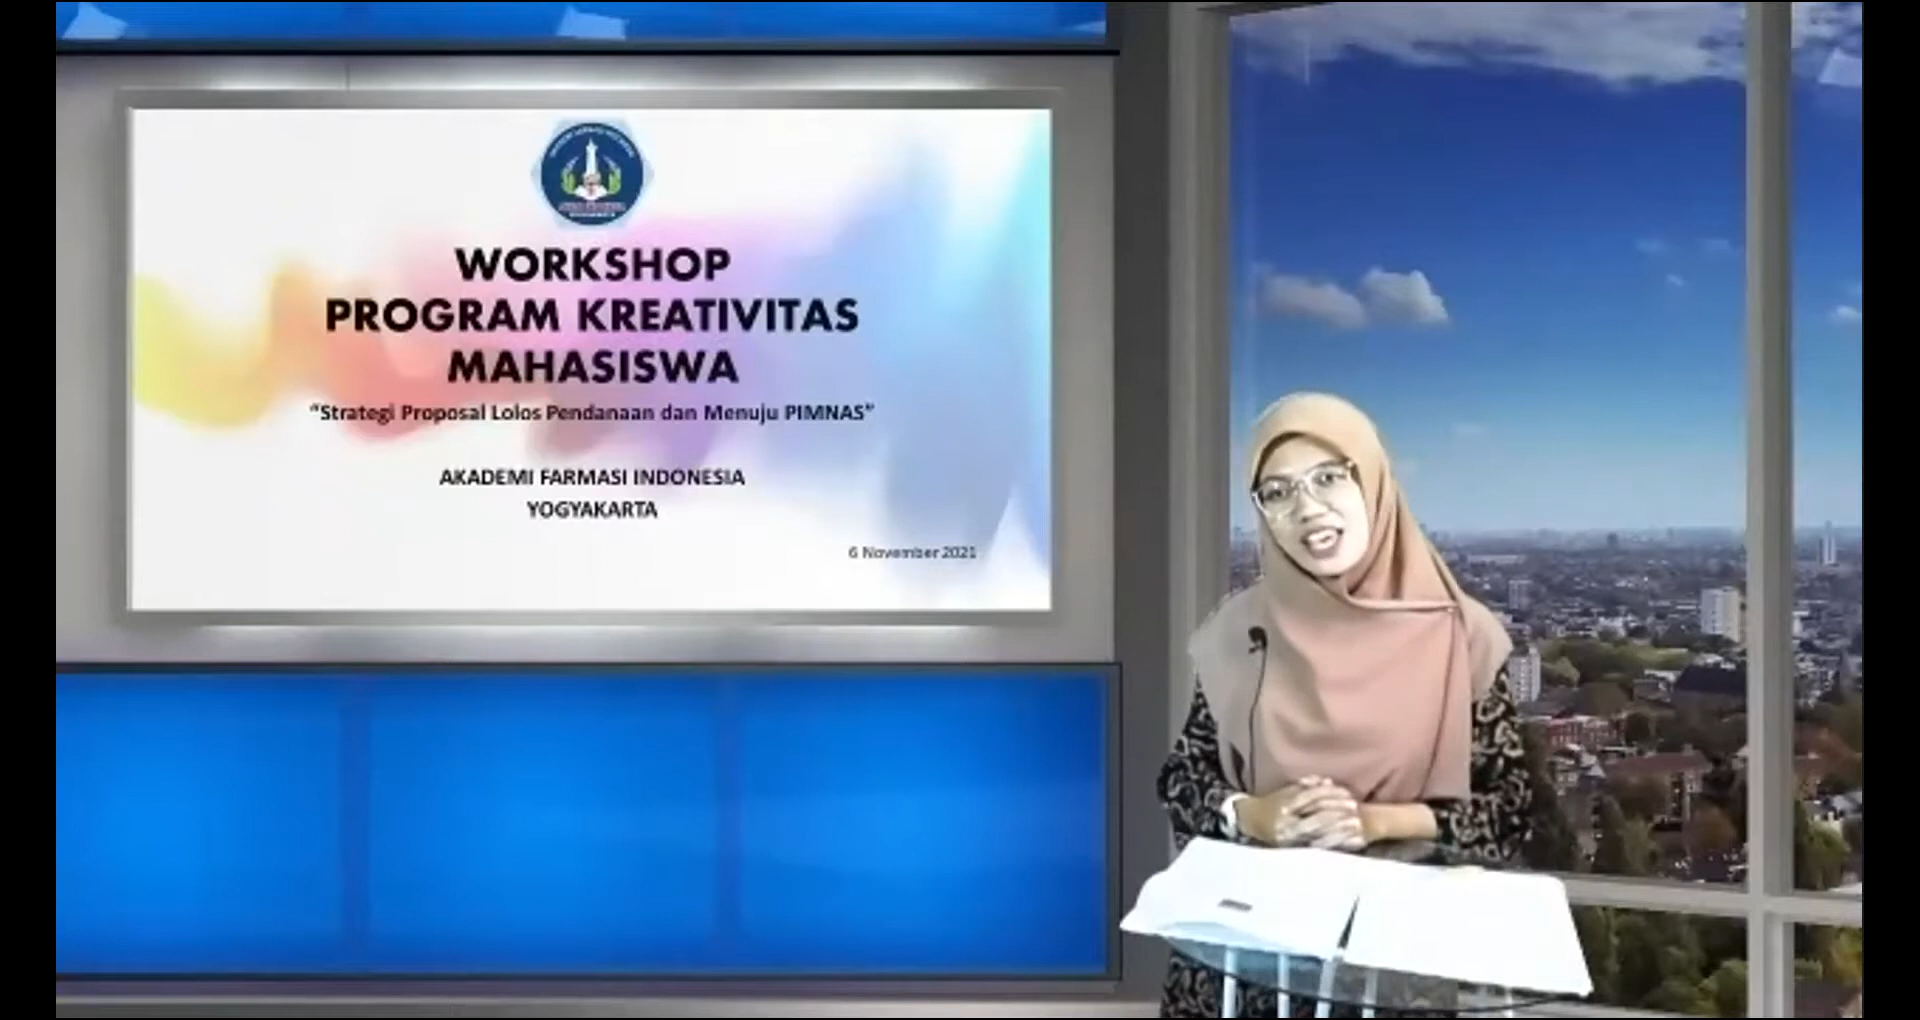 WORKSHOP
PROGRAM KREATIVITAS
MAHASISWA
“Strategi Proposal Lolos Pendanaan dan Menuju PIMNAS”
AKADEMI FARMASI INDONESIA
YOGYAKARTA
6 November 2021